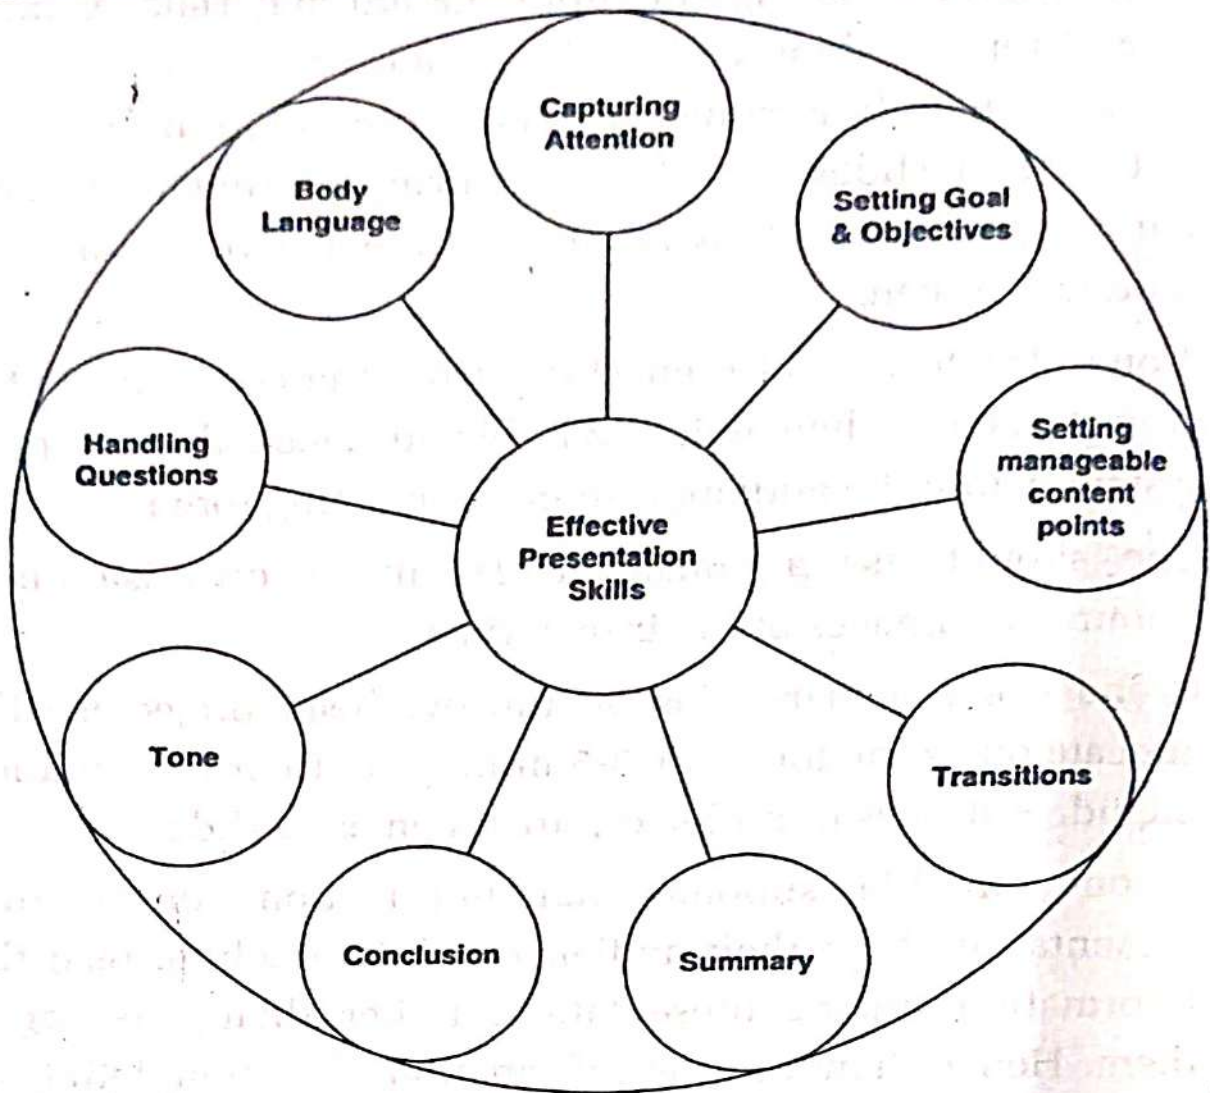 Capturing
Attention
Setting Goal
& Objectives
Setting
manageable
content
points
Transitions
Summary
Conclusion
Tone
Handling
Questions
Body
Language
Effective
Presentation
Skills